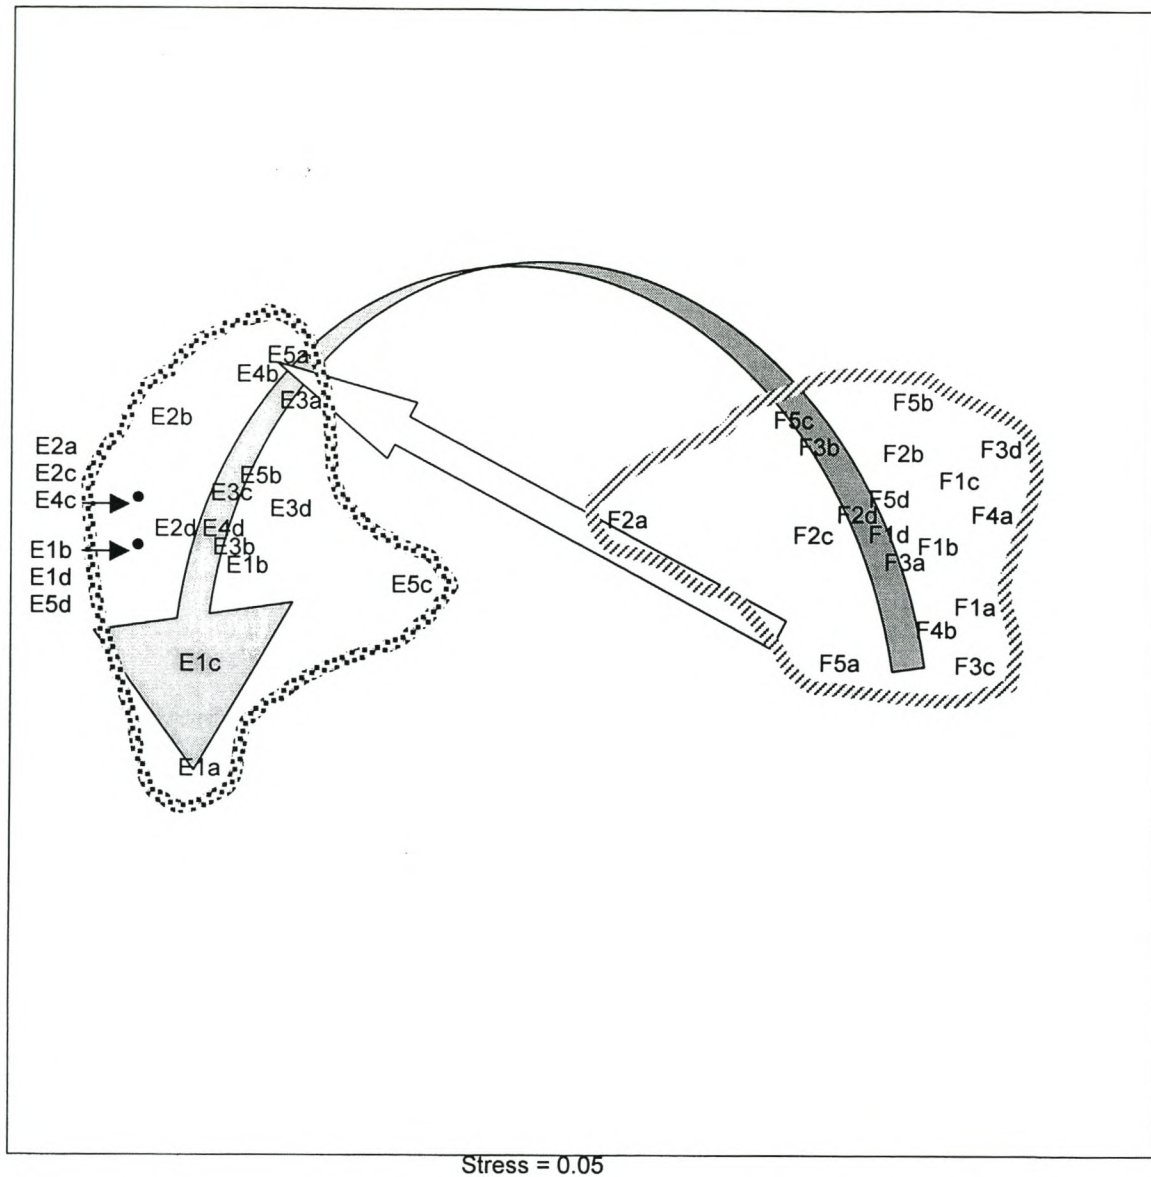 E5a
E4b
E3a
E2b
E2a
E2c
E4c
E5b
E3c
E3d
E2d E4d
E3b
E1b
E1b
E1d
E5d
E5c
E1c
E1a
F5b
F5c
F3b
F2b
F3d
F1c
F5d
F2a
F2d
F4a
F2c
F1d
F1b
F3a
F1a
F4b
F5a
F3c
Stress = 0.05